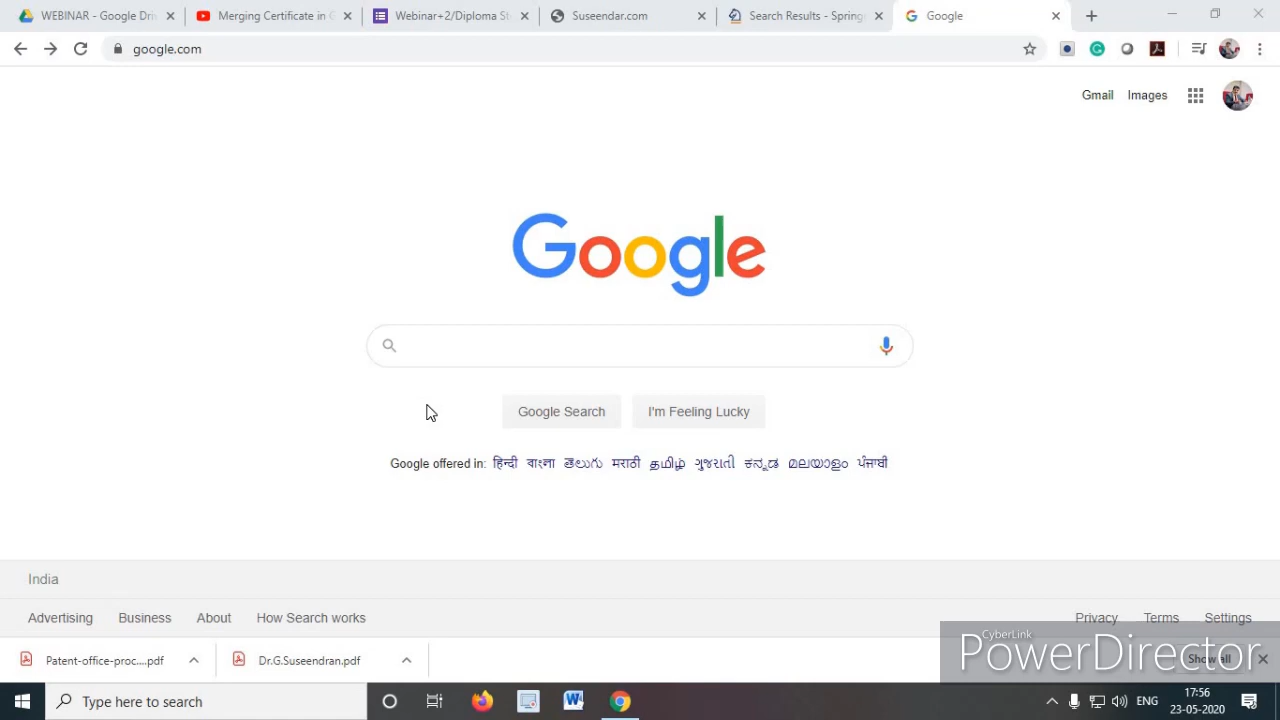 WEBINAR - Google Dri
Merging Certificate in G
Webinar+2/Diploma St
Suseendar.com
Search Results - Spring
Google
google.com
Gmail Images
Google
Google Search I'm Feeling Lucky
Google offered in: हिन्दी বাংলা తెలుగు मराठी தமிழ் ગુજરાતી ಕನ್ನಡ മലയാളം ਪੰਜਾਬੀ
India
Advertising Business About How Search works Privacy Terms Settings
Patent-office-proc....pdf Dr.G.Suseendran.pdf Show all
CyberLink
PowerDirector
Type here to search ENG 17:56
23-05-2020